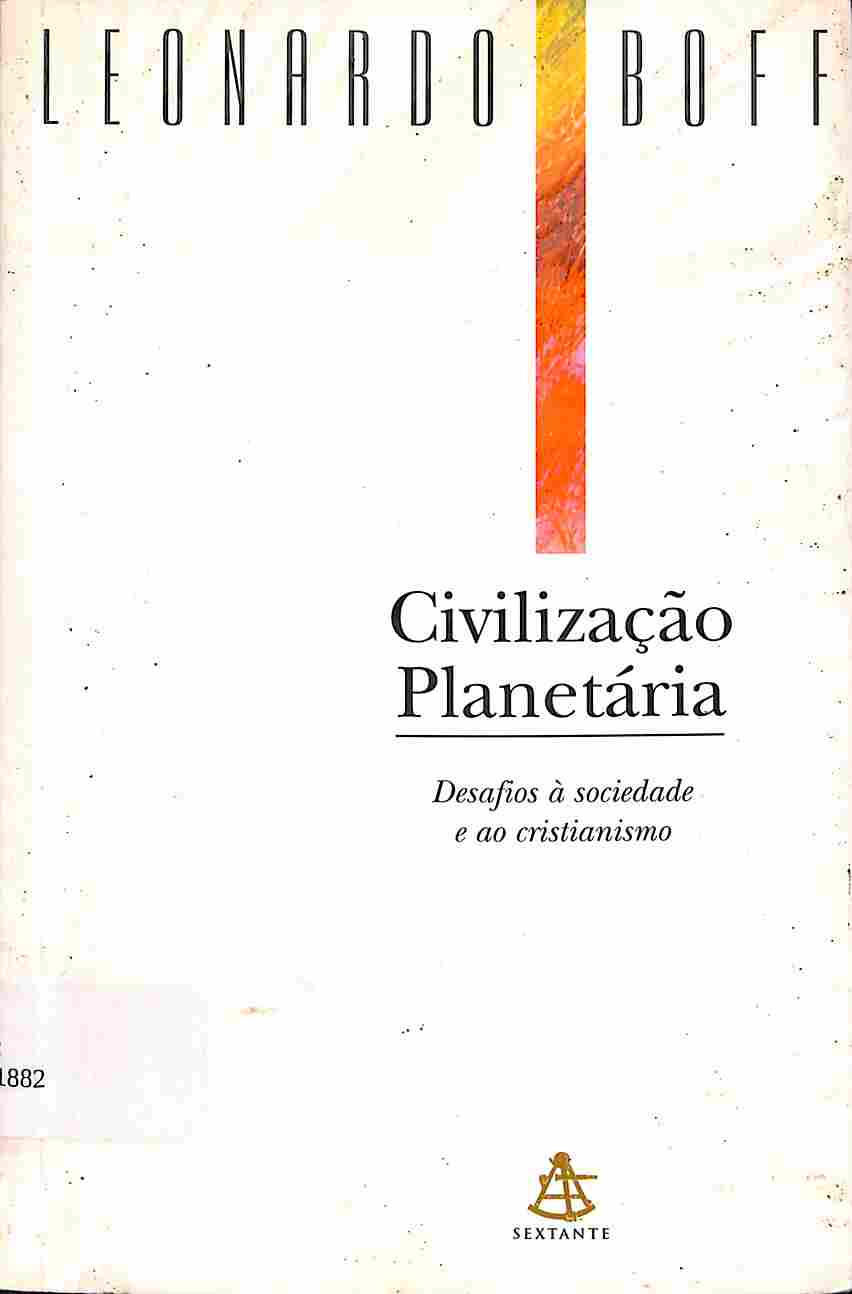 LEONARDO BOFF
Civilização
Planetária
Desafios à sociedade
e ao cristianismo
1882
SEXTANTE